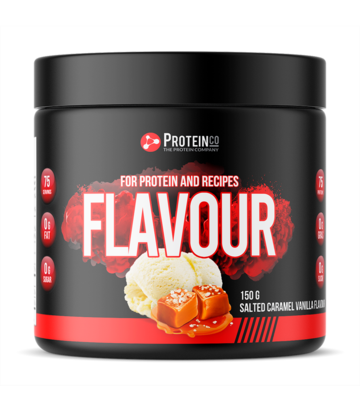 PROTEINCO
THE PROTEIN COMPANY
FOR PROTEIN AND RECIPES
FLAVOUR
75
SERVINGS
0g
FAT
0g
SUGAR
75
0g
0g
150 G
SALTED CARAMEL VANILLA